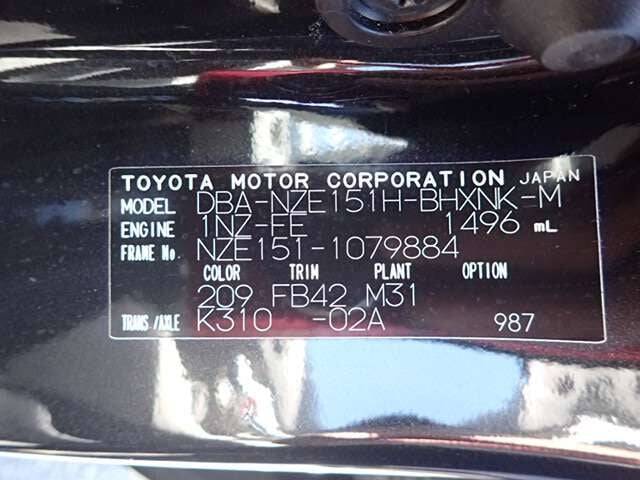 TOYOTA MOTOR CORPORATION JAPAN
MODEL DBA-NZE151H-BHXNK-M
ENGINE 1NZ-FE 1496 mL
FRAME No. NZE151-1079884
COLOR TRIM PLANT OPTION
209 FB42 M31
TRANS./AXLE K310 -02A 987